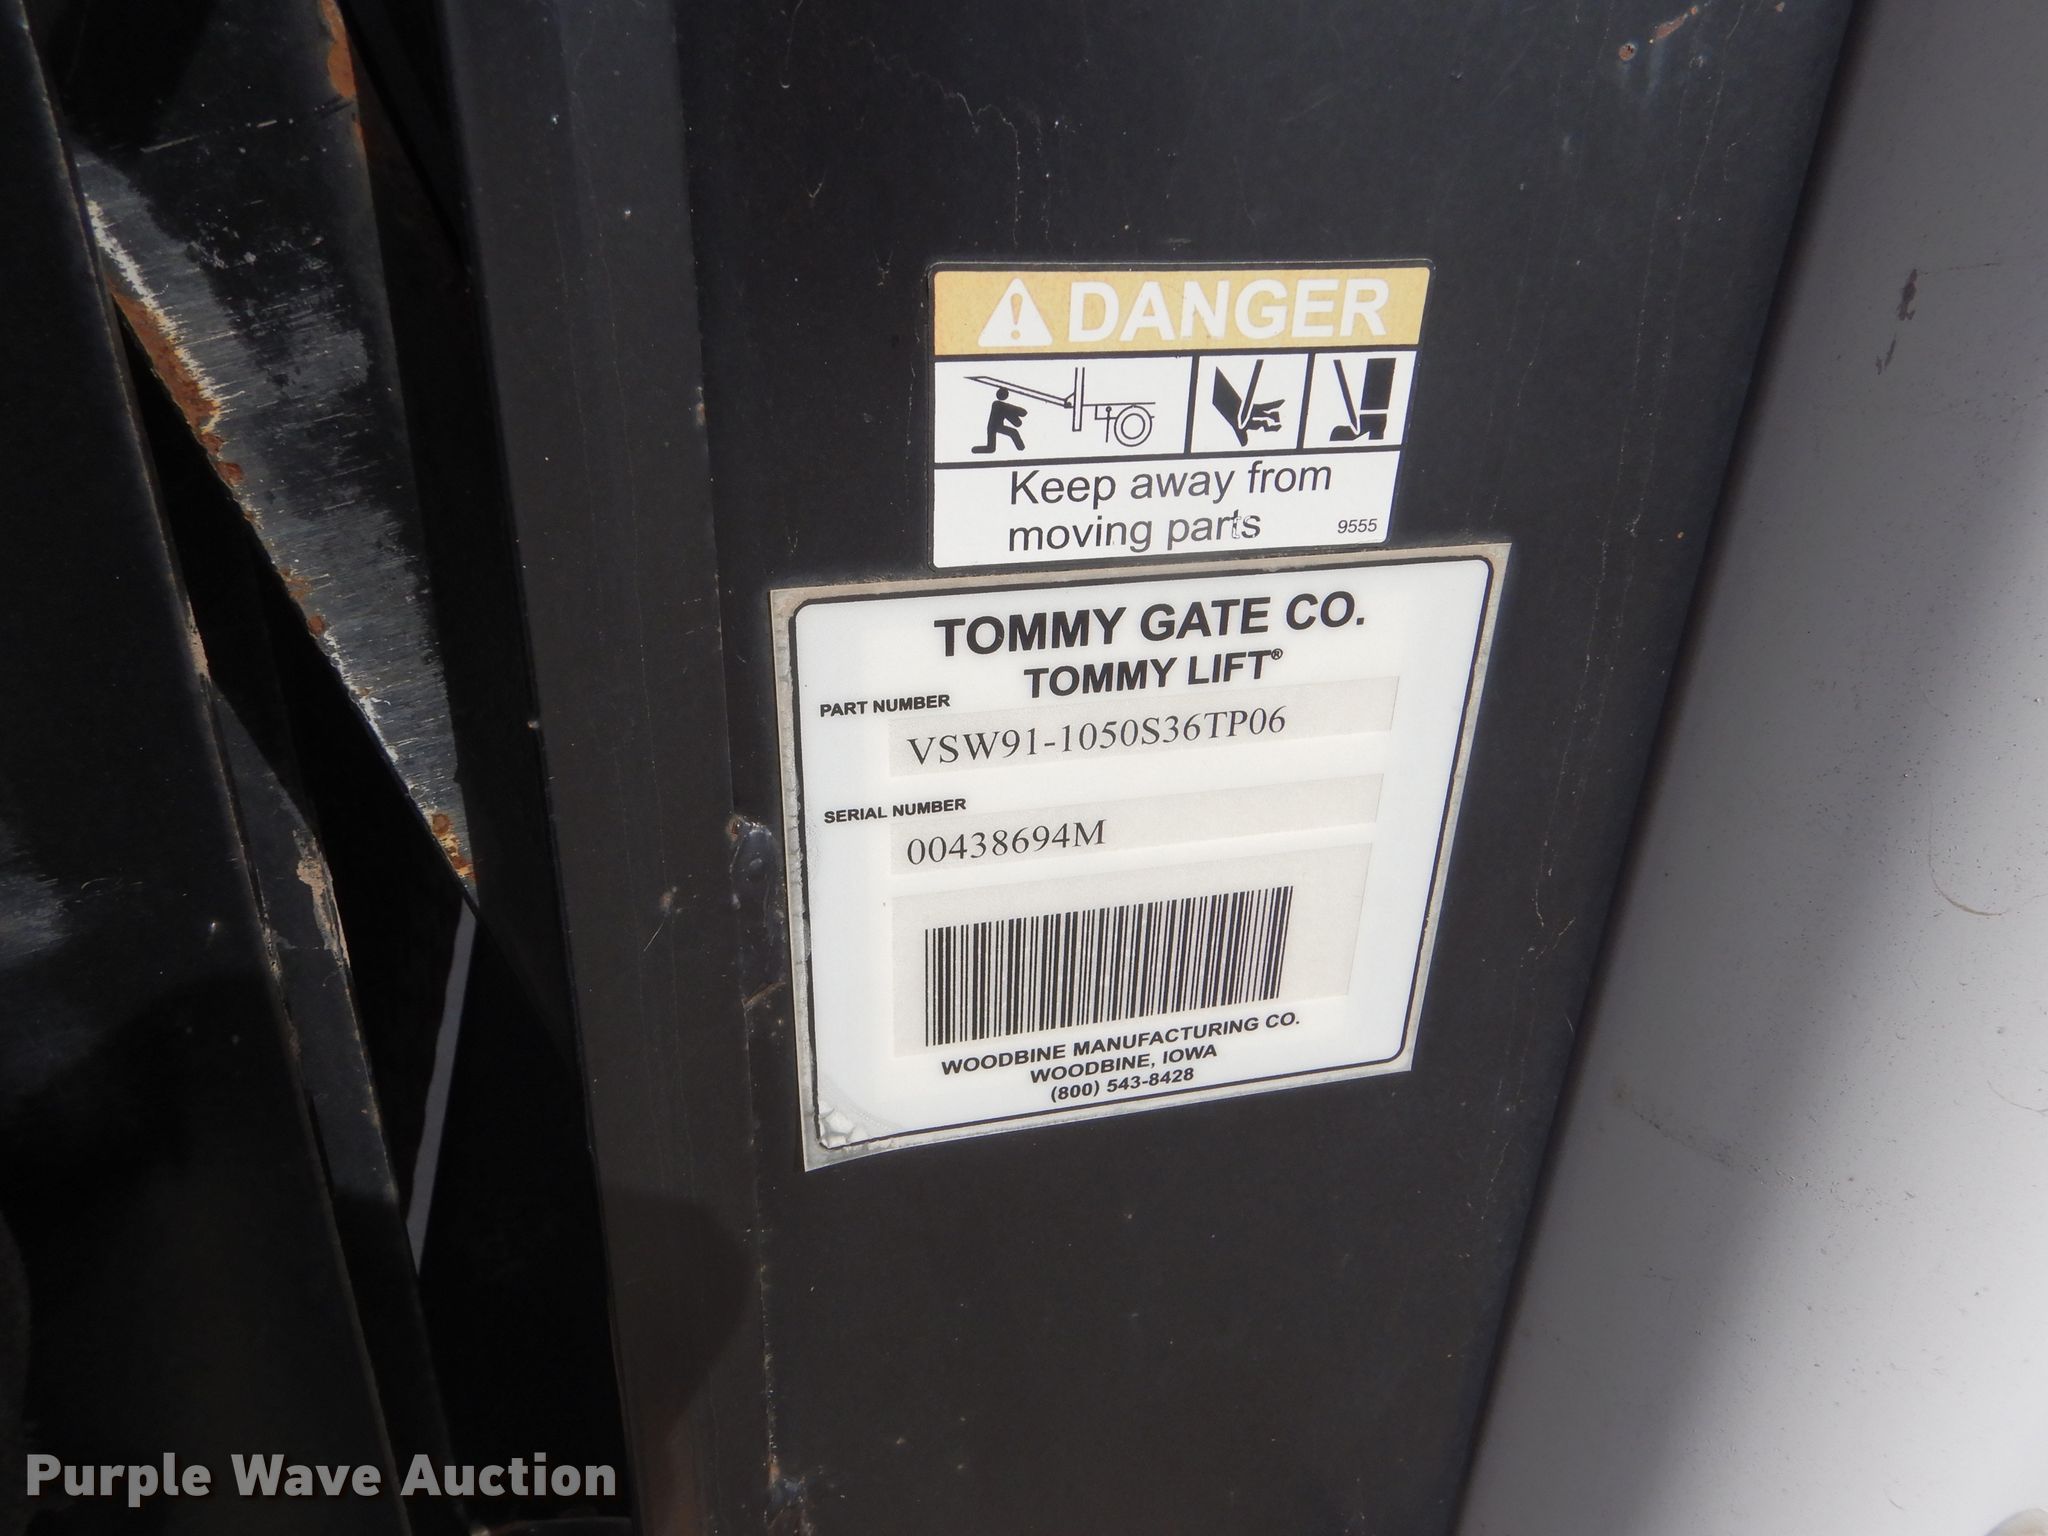 DANGER
Keep away from
moving parts
9555
TOMMY GATE CO.
TOMMY LIFT®
PART NUMBER
VSW91-1050S36TP06
SERIAL NUMBER
00438694M
WOODBINE MANUFACTURING CO.
WOODBINE, IOWA
(800) 543-8428
Purple Wave Auction